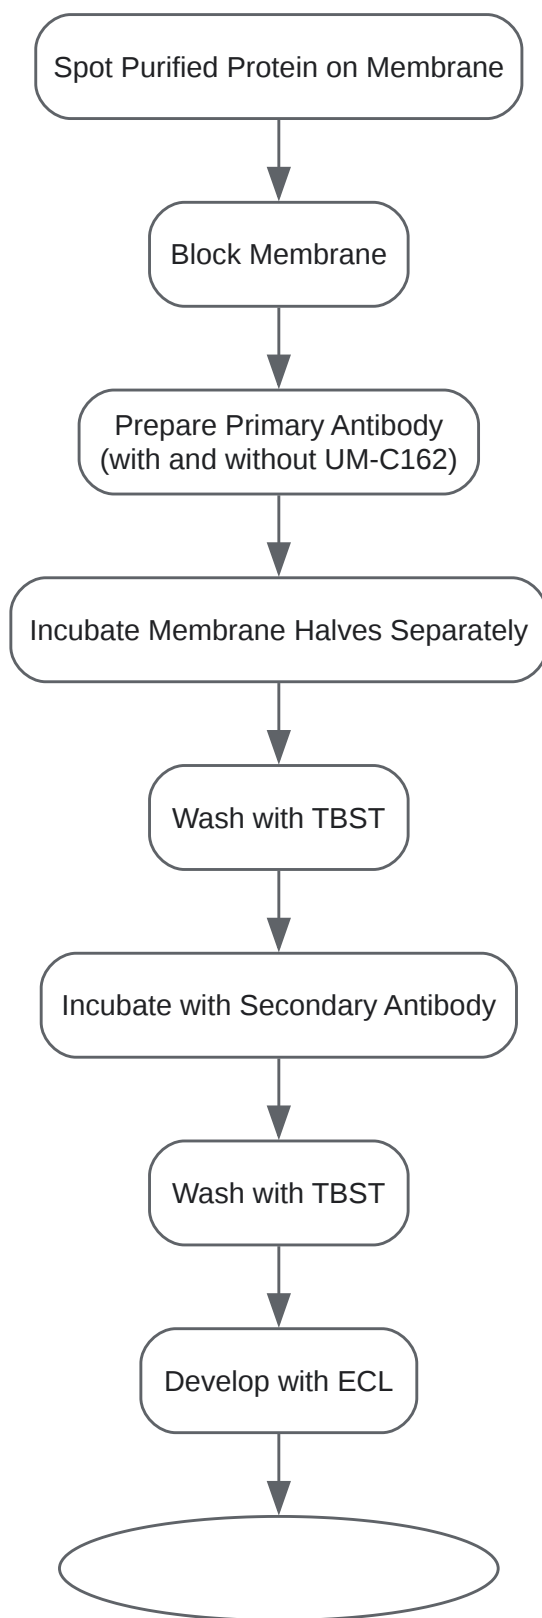 Spot Purified Protein on Membrane
Block Membrane
Prepare Primary Antibody
(with and without UM-C162)
Incubate Membrane Halves Separately
Wash with TBST
Incubate with Secondary Antibody
Wash with TBST
Develop with ECL